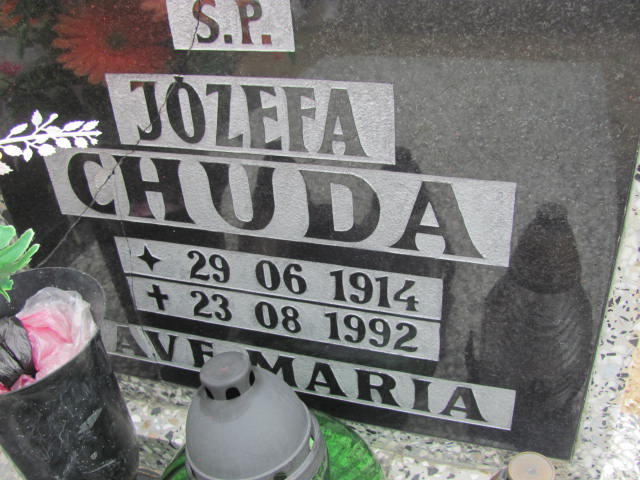 S.P.
JÓZEFA
CHUDA
29 06 1914
23 08 1992
AVE MARIA